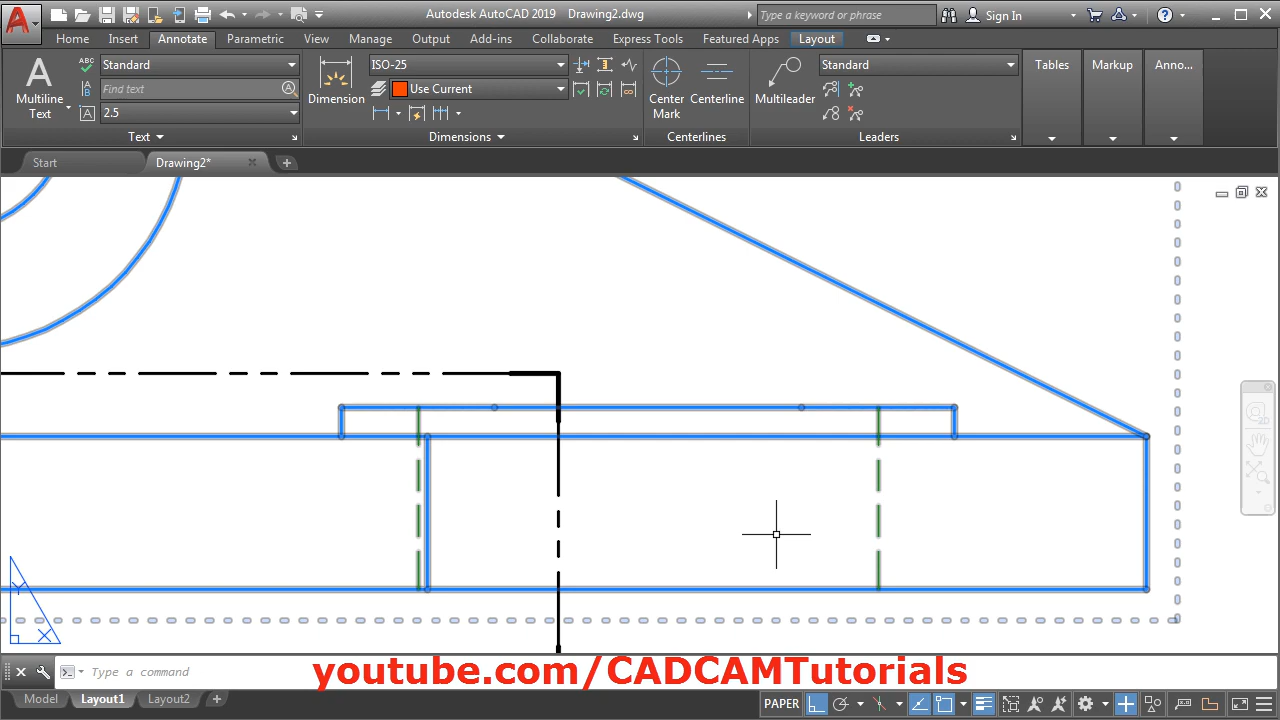 Autodesk AutoCAD 2019 Drawing2.dwg
Type a keyword or phrase
Sign In
Home Insert Annotate Parametric View Manage Output Add-ins Collaborate Express Tools Featured Apps Layout
A
Multiline
Text
ABC
Standard
Find text
2.5
Text
Dimension
ISO-25
Use Current
Dimensions
Center
Mark
Centerline
Centerlines
Multileader
Standard
Leaders
Tables
Markup
Anno...
Start
Drawing2*
2D
Y
X
Type a command
youtube.com/CADCAMTutorials
Model Layout1 Layout2
PAPER